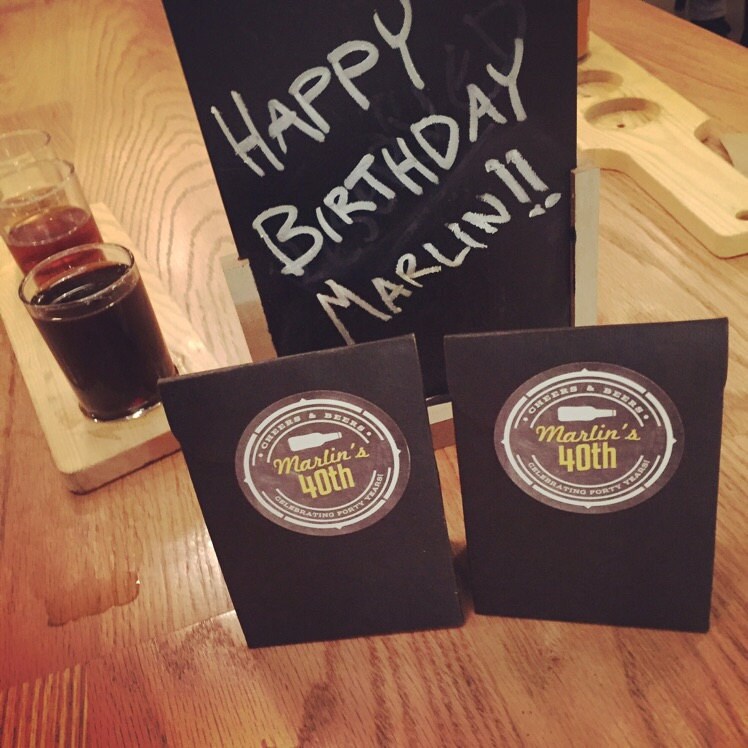 HAPPY
BIRTHDAY
MARLIN!!
CHEERS & BEERS
Marlin's
40th
CELEBRATING FORTY YEARS!
CHEERS & BEERS
Marlin's
40th
CELEBRATING FORTY YEARS!